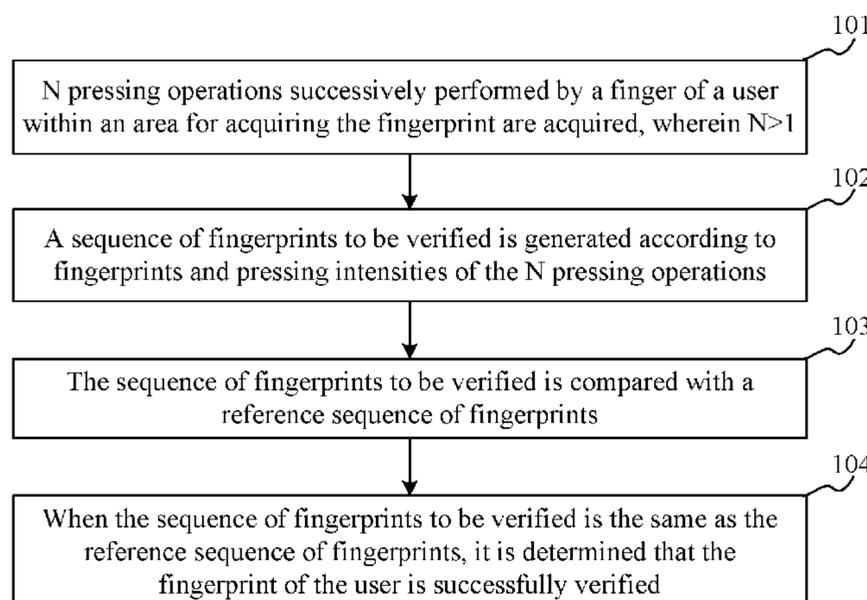 101
N pressing operations successively performed by a finger of a user
within an area for acquiring the fingerprint are acquired, wherein N>1
102
A sequence of fingerprints to be verified is generated according to
fingerprints and pressing intensities of the N pressing operations
103
The sequence of fingerprints to be verified is compared with a
reference sequence of fingerprints
104
When the sequence of fingerprints to be verified is the same as the
reference sequence of fingerprints, it is determined that the
fingerprint of the user is successfully verified